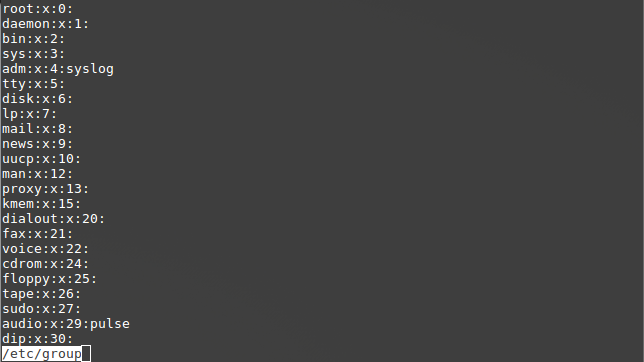 root:x:0:
daemon:x:1:
bin:x:2:
sys:x:3:
adm:x:4:syslog
tty:x:5:
disk:x:6:
lp:x:7:
mail:x:8:
news:x:9:
uucp:x:10:
man:x:12:
proxy:x:13:
kmem:x:15:
dialout:x:20:
fax:x:21:
voice:x:22:
cdrom:x:24:
floppy:x:25:
tape:x:26:
sudo:x:27:
audio:x:29:pulse
dip:x:30:
/etc/group